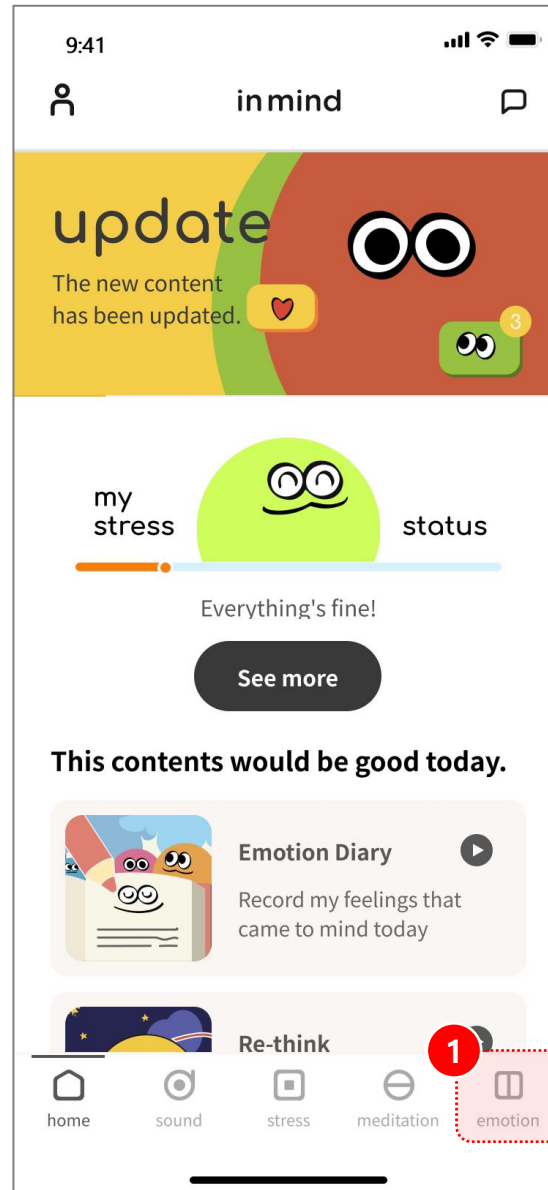 9:41
inmind
update
The new content
has been updated.
3
my
stress
status
Everything's fine!
See more
This contents would be good today.
Emotion Diary
Record my feelings that
came to mind today
Re-think
1
home
sound
stress
meditation
emotion